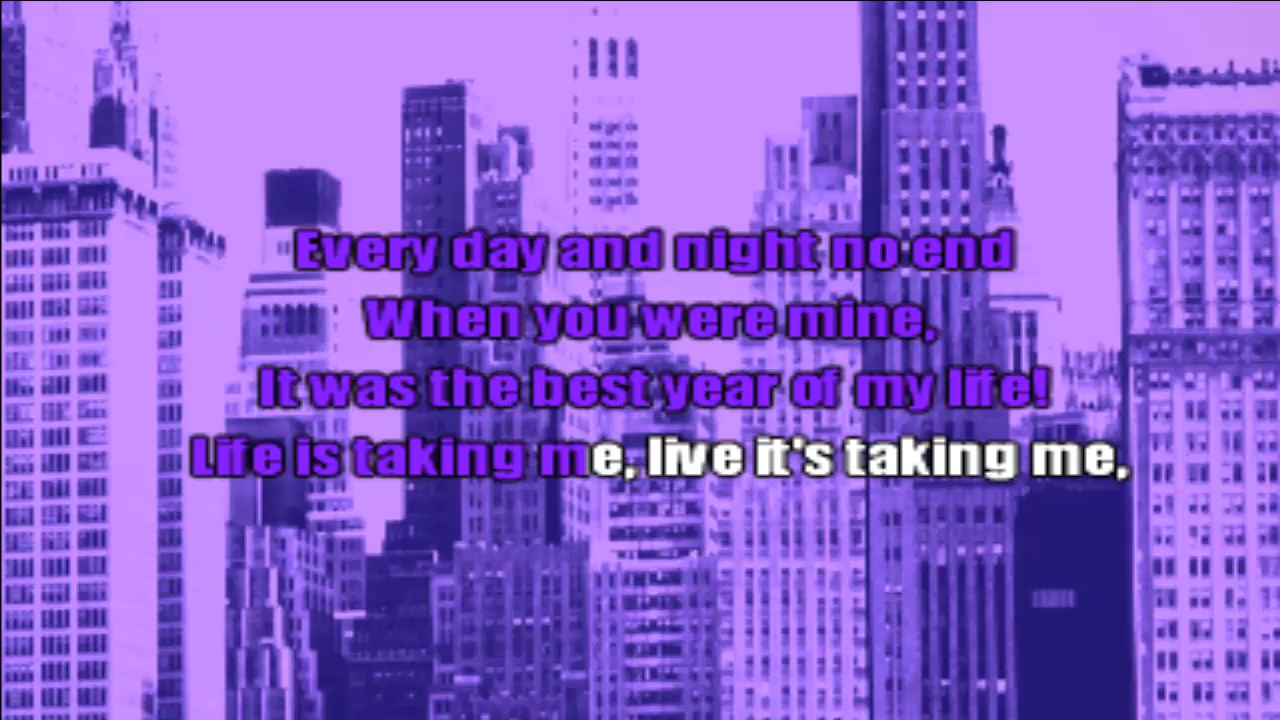 Every day and night no end
When you were mine,
It was the best year of my life!
Life is taking me, live it's taking me,